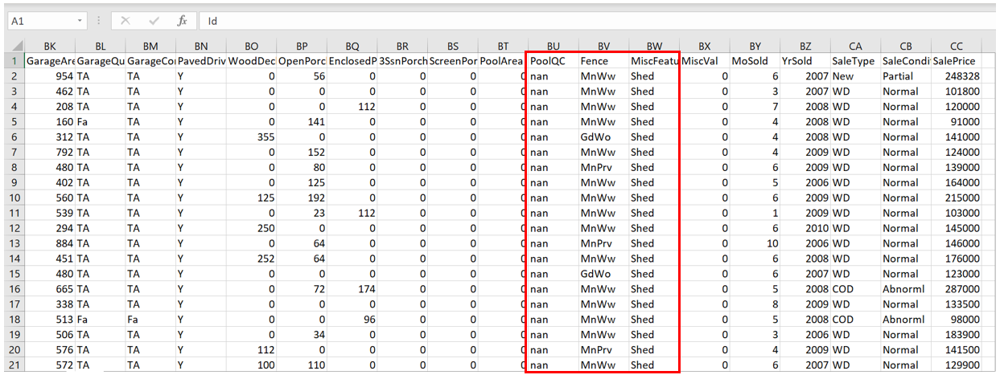 A1 fx Id
BK BL BM BN BO BP BQ BR BS BT BU BV BW BX BY BZ CA CB CC
1 GarageAre GarageQu GarageCor PavedDriv WoodDec OpenPorc EnclosedP 3SsnPorch ScreenPor PoolArea PoolQC Fence MiscFeatu MiscVal MoSold YrSold SaleType SaleCondit SalePrice
2 954 TA TA Y 0 56 0 0 0 0 nan MnWw Shed 0 6 2007 New Partial 248328
3 462 TA TA Y 0 0 0 0 0 0 nan MnWw Shed 0 3 2007 WD Normal 101800
4 208 TA TA Y 0 0 112 0 0 0 nan MnWw Shed 0 7 2008 WD Normal 120000
5 160 Fa TA Y 0 141 0 0 0 0 nan MnWw Shed 0 4 2008 WD Normal 91000
6 312 TA TA Y 355 0 0 0 0 0 nan GdWo Shed 0 4 2008 WD Normal 141000
7 792 TA TA Y 0 152 0 0 0 0 nan MnWw Shed 0 4 2009 WD Normal 124000
8 480 TA TA Y 0 80 0 0 0 0 nan MnPrv Shed 0 6 2009 WD Normal 139000
9 402 TA TA Y 0 125 0 0 0 0 nan MnWw Shed 0 5 2006 WD Normal 164000
10 560 TA TA Y 125 192 0 0 0 0 nan MnWw Shed 0 6 2009 WD Normal 215000
11 539 TA TA Y 0 23 112 0 0 0 nan MnWw Shed 0 1 2009 WD Normal 103000
12 294 TA TA Y 250 0 0 0 0 0 nan MnWw Shed 0 6 2010 WD Normal 145000
13 884 TA TA Y 0 64 0 0 0 0 nan MnPrv Shed 0 10 2006 WD Normal 146000
14 451 TA TA Y 252 64 0 0 0 0 nan MnWw Shed 0 6 2008 WD Normal 176000
15 480 TA TA Y 0 0 0 0 0 0 nan GdWo Shed 0 6 2007 WD Normal 123000
16 665 TA TA Y 0 72 174 0 0 0 nan MnWw Shed 0 5 2008 COD Abnorml 287000
17 338 TA TA Y 0 0 0 0 0 0 nan MnWw Shed 0 8 2009 WD Normal 133500
18 513 Fa Fa Y 0 0 96 0 0 0 nan MnWw Shed 0 5 2008 COD Abnorml 98000
19 506 TA TA Y 0 34 0 0 0 0 nan MnWw Shed 0 3 2006 WD Normal 183900
20 576 TA TA Y 112 0 0 0 0 0 nan MnPrv Shed 0 4 2009 WD Normal 141500
21 572 TA TA Y 100 110 0 0 0 0 nan MnWw Shed 0 6 2007 WD Normal 129900